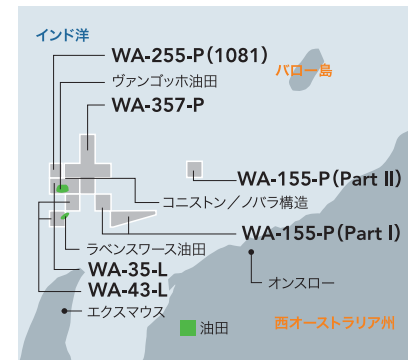 インド洋
WA-255-P(1081)
ヴァンゴッホ油田
バロー島
WA-357-P
WA-155-P(Part II)
コニストン／ノバラ構造
WA-155-P(Part I)
ラベンスワース油田
WA-35-L
オンスロー
WA-43-L
エクスマウス
油田
西オーストラリア州